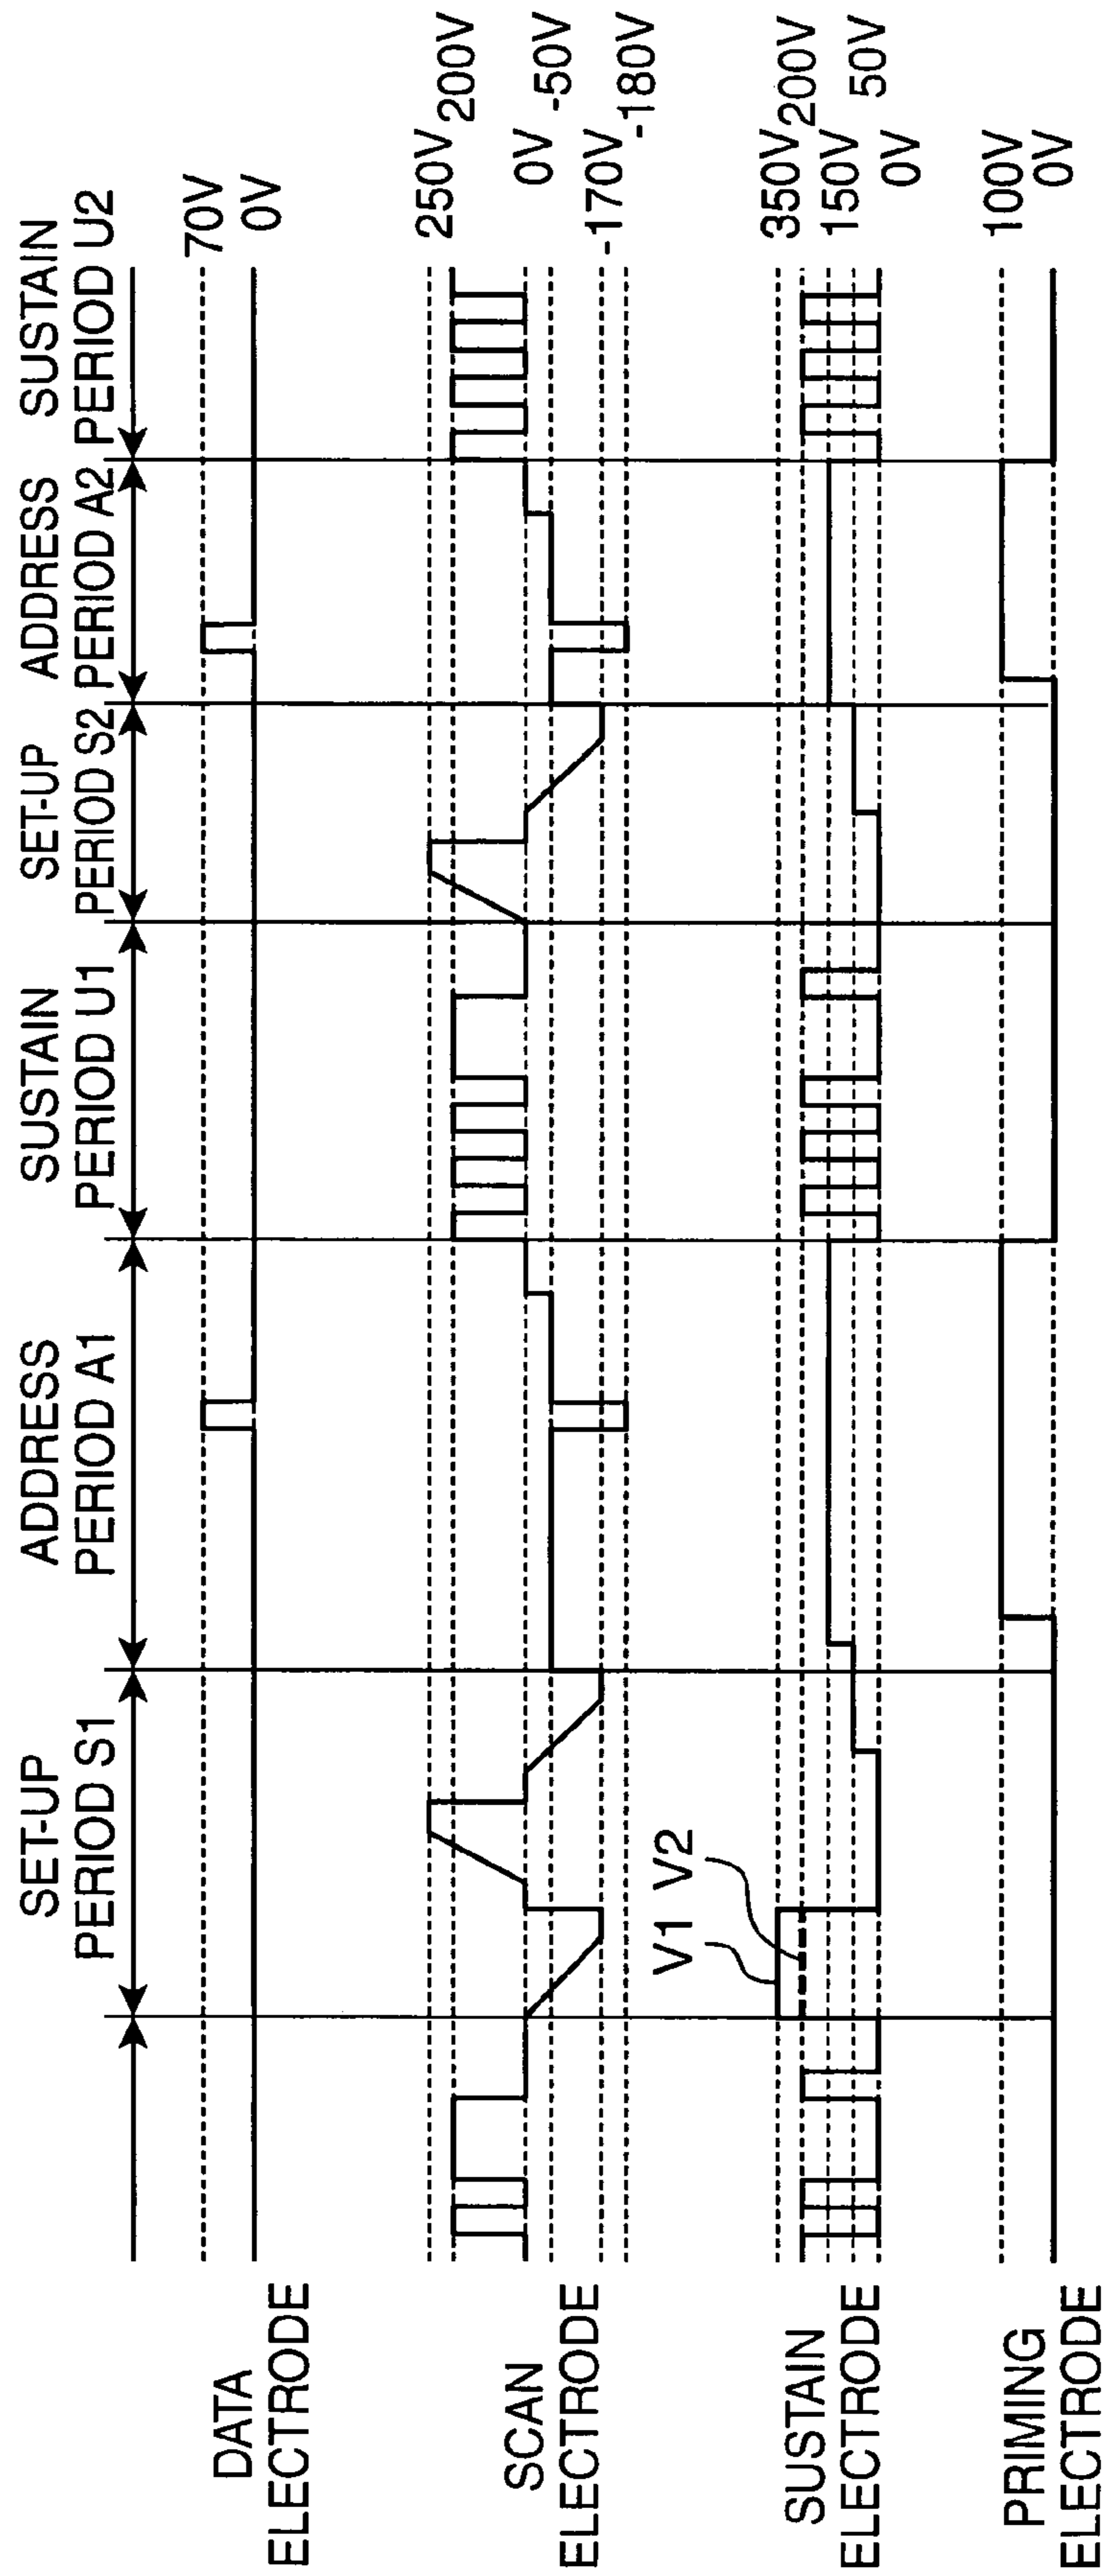 SET-UP
PERIOD S1
ADDRESS
PERIOD A1
SUSTAIN
PERIOD U1
SET-UP
PERIOD S2
ADDRESS
PERIOD A2
SUSTAIN
PERIOD U2
DATA
ELECTRODE
70V
0V
SCAN
ELECTRODE
250V
200V
0V
-50V
-170V
-180V
V1
V2
SUSTAIN
ELECTRODE
350V
200V
150V
50V
0V
PRIMING
ELECTRODE
100V
0V